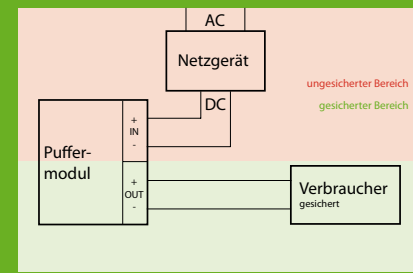 AC
Netzgerät
DC
ungesicherter Bereich
gesicherter Bereich
+
IN
-
Puffer-
modul
+
OUT
-
Verbraucher
gesichert